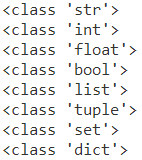 <class 'str'>
<class 'int'>
<class 'float'>
<class 'bool'>
<class 'list'>
<class 'tuple'>
<class 'set'>
<class 'dict'>